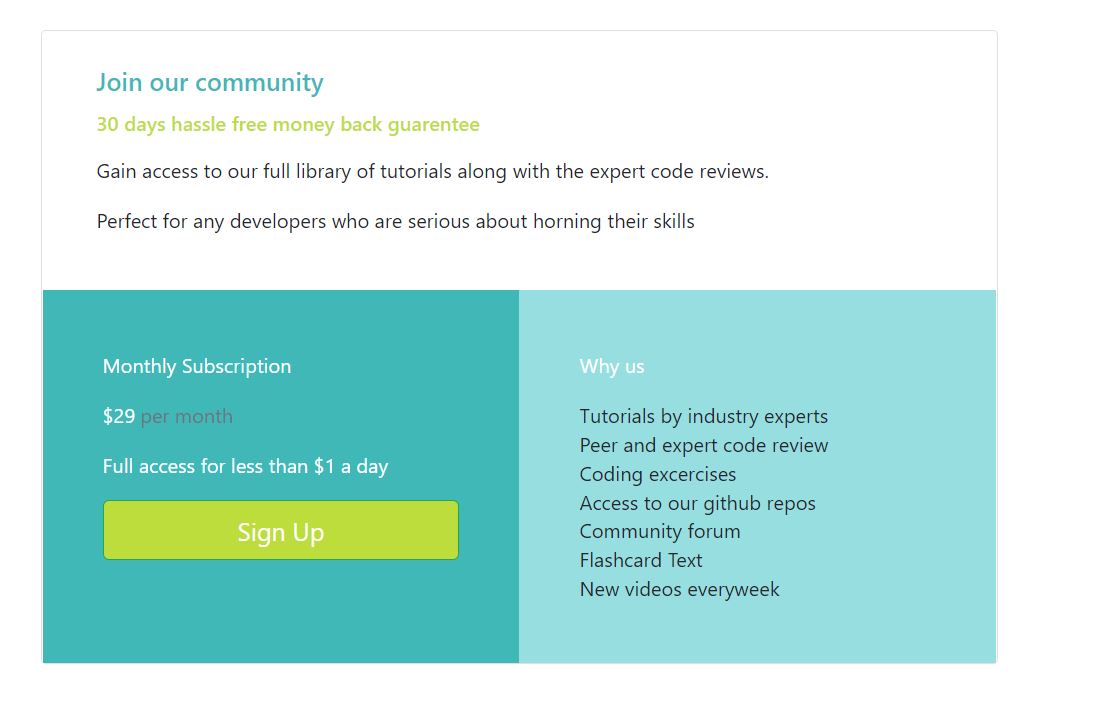 Join our community
30 days hassle free money back guarentee
Gain access to our full library of tutorials along with the expert code reviews.
Perfect for any developers who are serious about horning their skills
Monthly Subscription
$29 per month
Full access for less than $1 a day
Sign Up
Why us
Tutorials by industry experts
Peer and expert code review
Coding excercises
Access to our github repos
Community forum
Flashcard Text
New videos everyweek